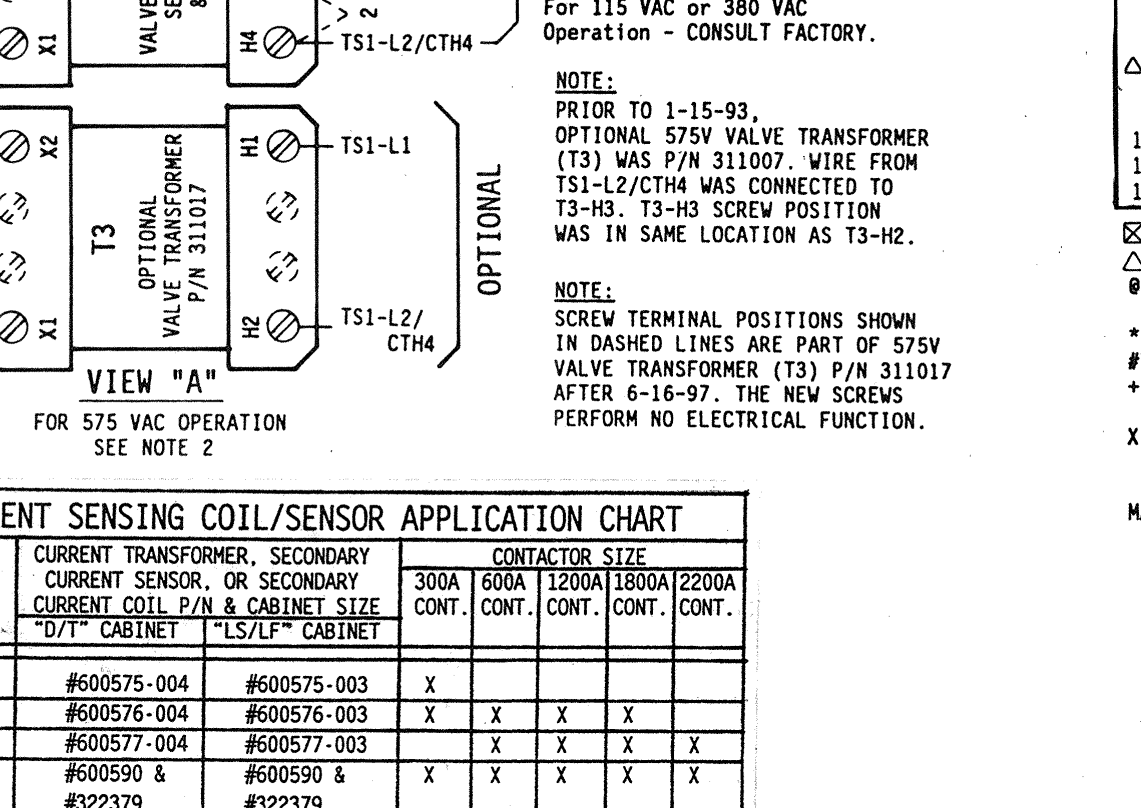 For 115 VAC or 380 VAC
Operation - CONSULT FACTORY.
X1
VALVE
H4
2
TS1-L2/CTH4
NOTE:
PRIOR TO 1-15-93,
OPTIONAL 575V VALVE TRANSFORMER
(T3) WAS P/N 311007. WIRE FROM
TS1-L2/CTH4 WAS CONNECTED TO
T3-H3. T3-H3 SCREW POSITION
WAS IN SAME LOCATION AS T3-H2.
X2
X1
T3
OPTIONAL
VALVE TRANSFORMER
P/N 311017
H1
H2
TS1-L1
TS1-L2/
CTH4
OPTIONAL
NOTE:
SCREW TERMINAL POSITIONS SHOWN
IN DASHED LINES ARE PART OF 575V
VALVE TRANSFORMER (T3) P/N 311017
AFTER 6-16-97. THE NEW SCREWS
PERFORM NO ELECTRICAL FUNCTION.
VIEW "A"
FOR 575 VAC OPERATION
SEE NOTE 2
1
1
1
@
*
#
+
X
M
ENT SENSING COIL/SENSOR APPLICATION CHART
CURRENT TRANSFORMER, SECONDARY
CURRENT SENSOR, OR SECONDARY
CURRENT COIL P/N & CABINET SIZE
CONTACTOR SIZE
300A 600A 1200A 1800A 2200A
CONT. CONT. CONT. CONT. CONT.
"D/T" CABINET "LS/LF" CABINET
#600575-004 #600575-003 X
#600576-004 #600576-003 X X X X
#600577-004 #600577-003 X X X X
#600590 & #600590 & X X X X X
#322379 #322379